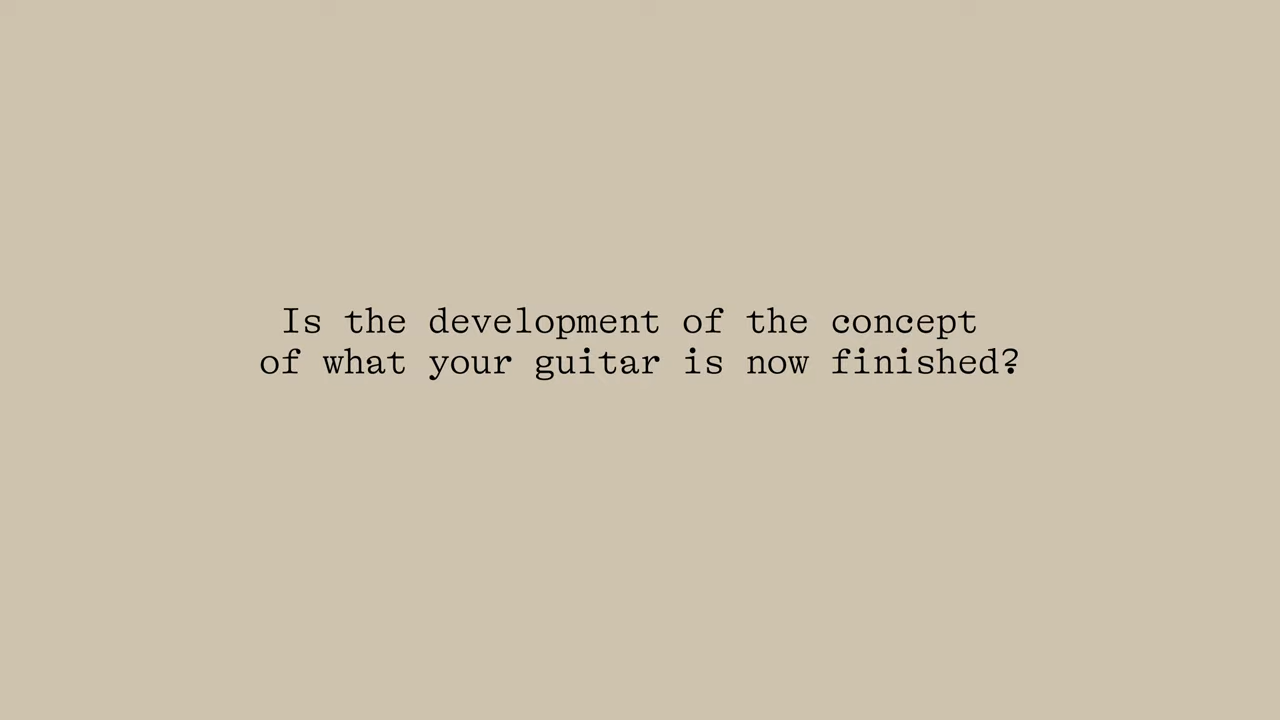 Is the development of the concept
of what your guitar is now finished?